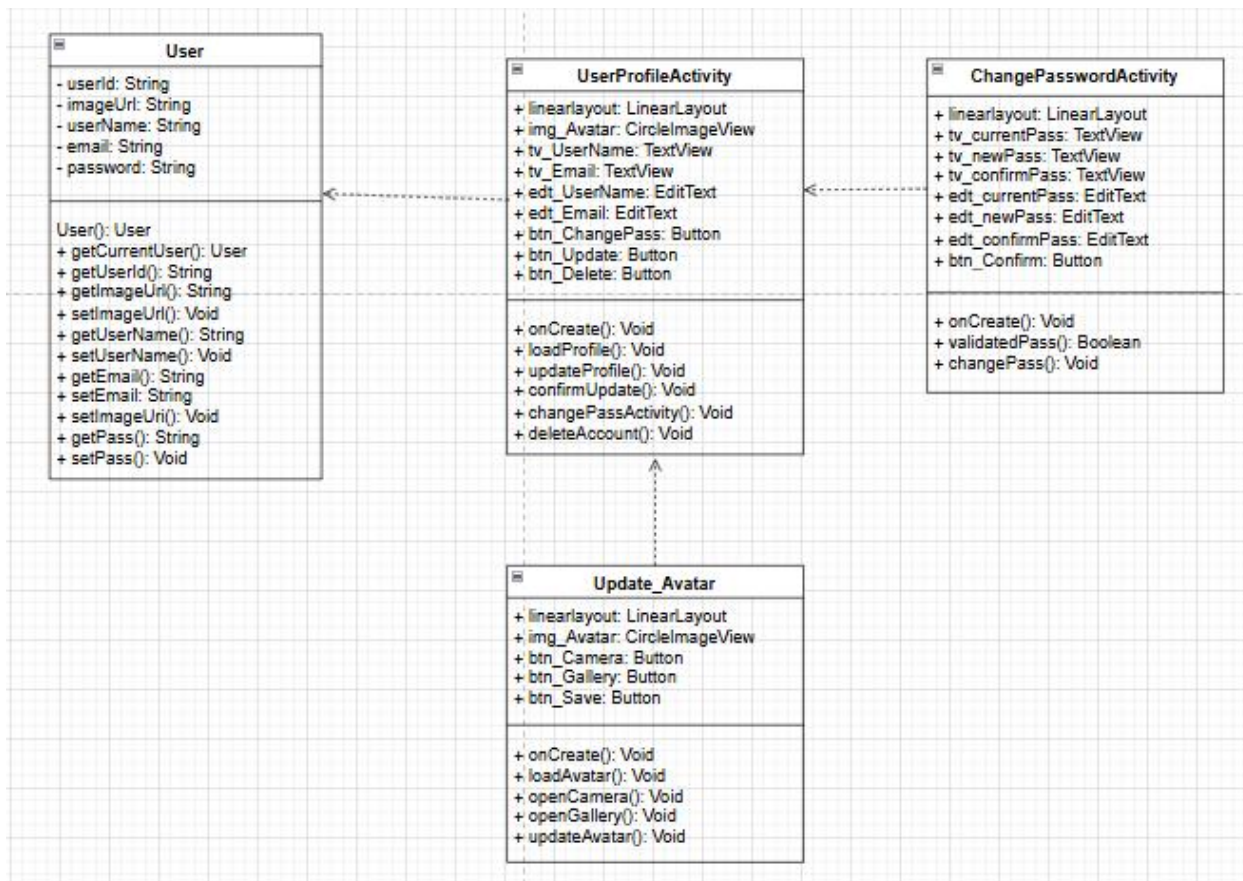 User
- userId: String
- imageUrl: String
- userName: String
- email: String
- password: String
User(): User
+ getCurrentUser(): User
+ getUserId(): String
+ getImageUrl(): String
+ setImageUrl(): Void
+ getUserName(): String
+ setUserName(): Void
+ getEmail(): String
+ setEmail: String
+ setImageUri(): Void
+ getPass(): String
+ setPass(): Void
UserProfileActivity
+ linearlayout: LinearLayout
+ img_Avatar: CircleImageView
+ tv_UserName: TextView
+ tv_Email: TextView
+ edt_UserName: EditText
+ edt_Email: EditText
+ btn_ChangePass: Button
+ btn_Update: Button
+ btn_Delete: Button
+ onCreate(): Void
+ loadProfile(): Void
+ updateProfile(): Void
+ confirmUpdate(): Void
+ changePassActivity(): Void
+ deleteAccount(): Void
ChangePasswordActivity
+ linearlayout: LinearLayout
+ tv_currentPass: TextView
+ tv_newPass: TextView
+ tv_confirmPass: TextView
+ edt_currentPass: EditText
+ edt_newPass: EditText
+ edt_confirmPass: EditText
+ btn_Confirm: Button
+ onCreate(): Void
+ validatedPass(): Boolean
+ changePass(): Void
Update_Avatar
+ linearlayout: LinearLayout
+ img_Avatar: CircleImageView
+ btn_Camera: Button
+ btn_Gallery: Button
+ btn_Save: Button
+ onCreate(): Void
+ loadAvatar(): Void
+ openCamera(): Void
+ openGallery(): Void
+ updateAvatar(): Void